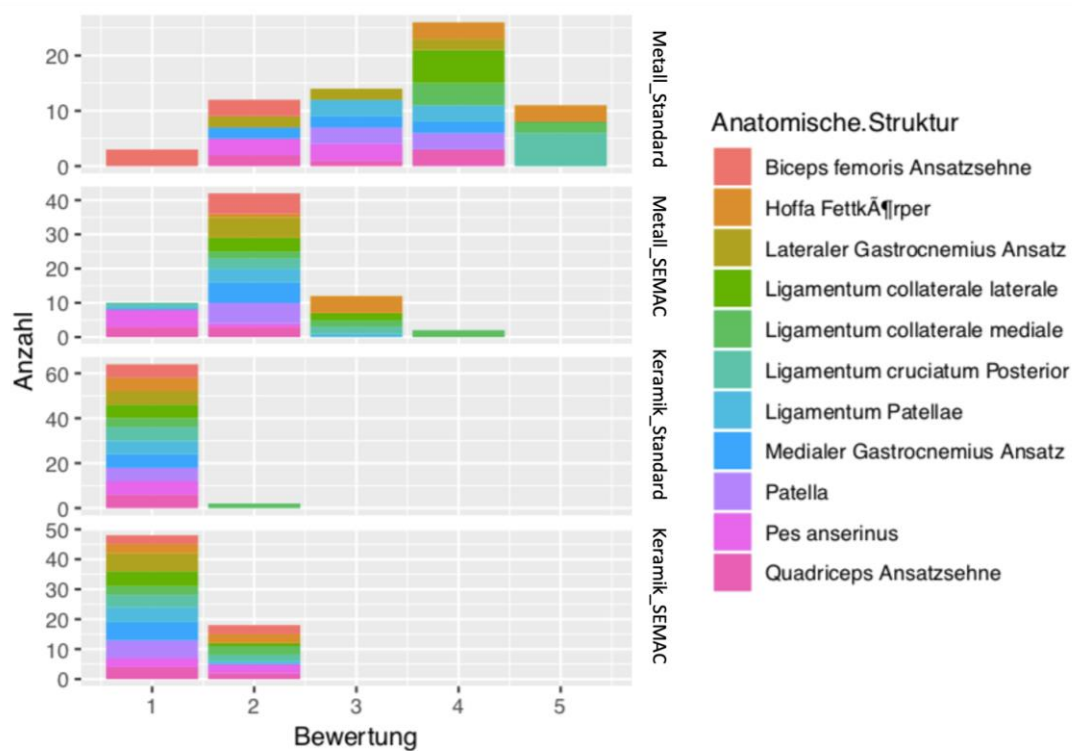 20
10
0
Metall_Standard
40
30
20
10
0
Metall_SEMAC
60
40
20
0
Keramik_Standard
50
40
30
20
10
0
Keramik_SEMAC
Anzahl
1 2 3 4 5
Bewertung
Anatomische.Struktur
Biceps femoris Ansatzsehne
Hoffa FettkÃ¶rper
Lateraler Gastrocnemius Ansatz
Ligamentum collaterale laterale
Ligamentum collaterale mediale
Ligamentum cruciatum Posterior
Ligamentum Patellae
Medialer Gastrocnemius Ansatz
Patella
Pes anserinus
Quadriceps Ansatzsehne